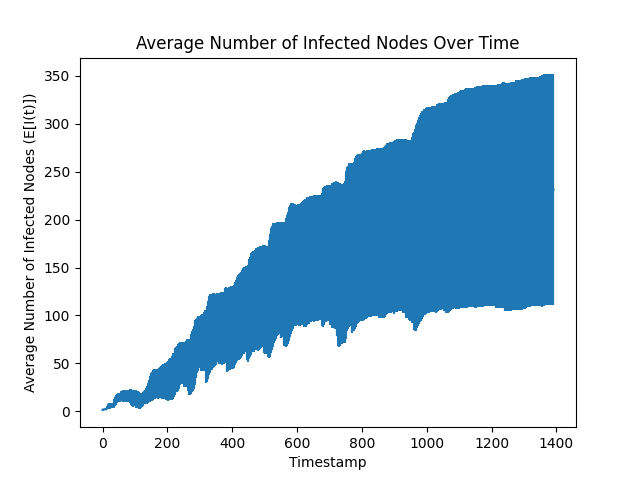 Average Number of Infected Nodes Over Time
Average Number of Infected Nodes (E[I(t)])
350
300
250
200
150
100
50
0
0 200 400 600 800 1000 1200 1400
Timestamp